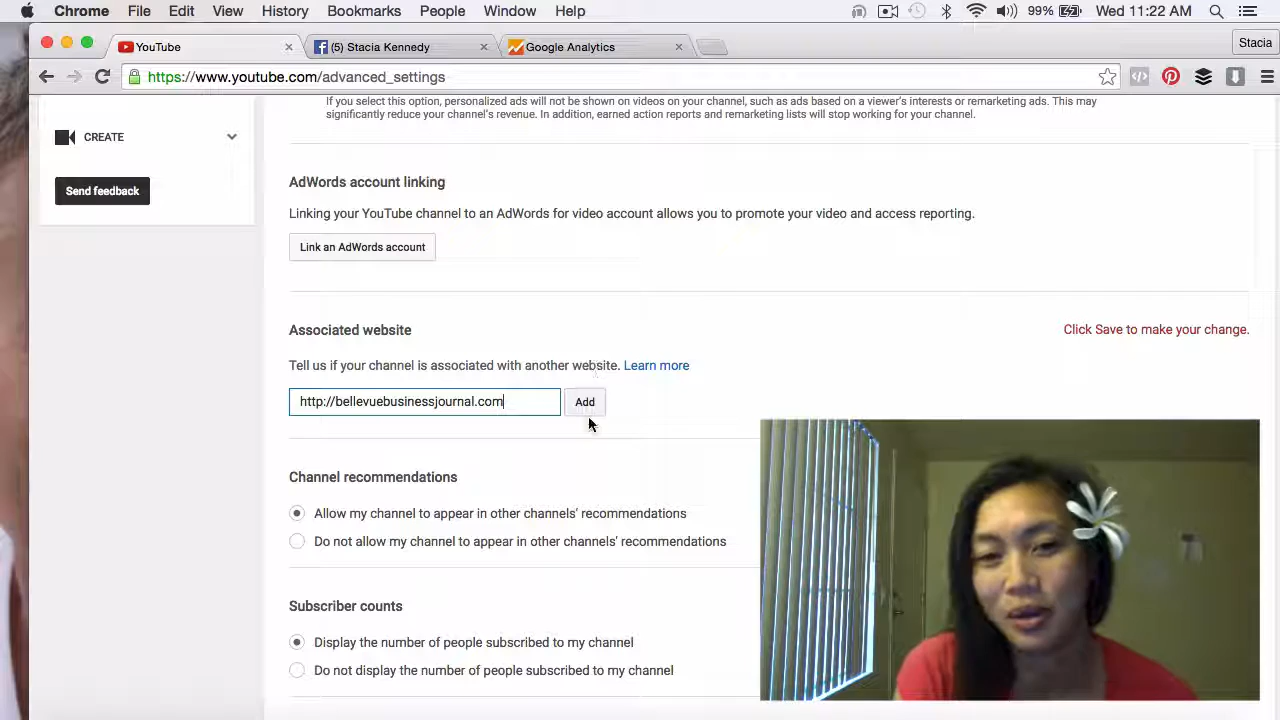 Chrome File Edit View History Bookmarks People Window Help 99% Wed 11:22 AM
YouTube (5) Stacia Kennedy Google Analytics Stacia
https://www.youtube.com/advanced_settings
If you select this option, personalized ads will not be shown on videos on your channel, such as ads based on a viewer's interests or remarketing ads. This may
significantly reduce your channel's revenue. In addition, earned action reports and remarketing lists will stop working for your channel.
CREATE
Send feedback
AdWords account linking
Linking your YouTube channel to an AdWords for video account allows you to promote your video and access reporting.
Link an AdWords account
Associated website Click Save to make your change.
Tell us if your channel is associated with another website. Learn more
http://bellevuebusinessjournal.com Add
Channel recommendations
Allow my channel to appear in other channels' recommendations
Do not allow my channel to appear in other channels' recommendations
Subscriber counts
Display the number of people subscribed to my channel
Do not display the number of people subscribed to my channel